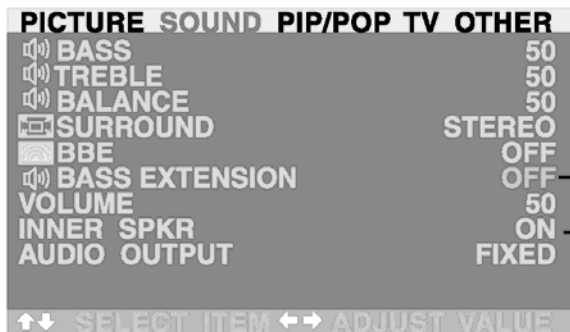 PICTURE SOUND PIP/POP TV OTHER
BASS 50
TREBLE 50
BALANCE 50
SURROUND STEREO
BBE OFF
BASS EXTENSION OFF
VOLUME 50
INNER SPKR ON
AUDIO OUTPUT FIXED
SELECT ITEM ADJUST VALUE